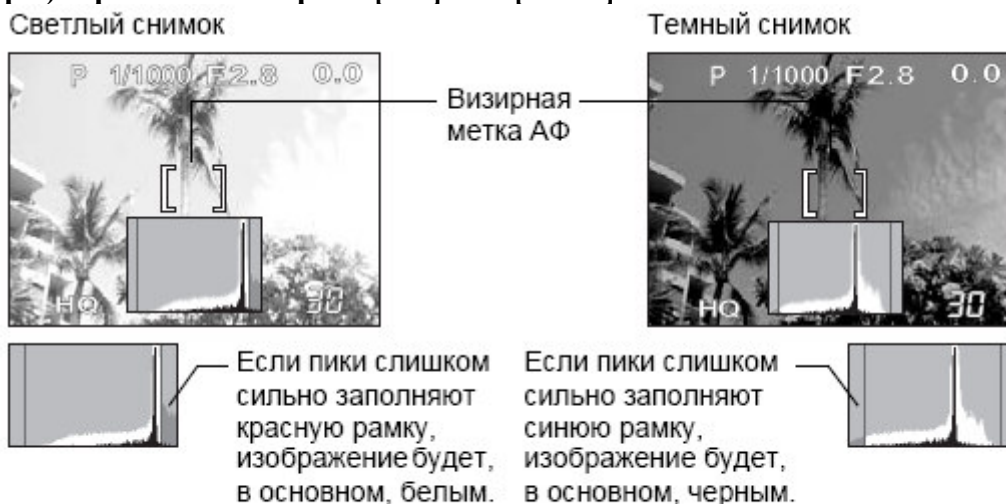 Светлый снимок
Темный снимок
P 1/1000 F2.8 0.0
P 1/1000 F2.8 0.0
Визирная
метка АФ
HQ 30
HQ 30
Если пики слишком
сильно заполняют
красную рамку,
изображение будет,
в основном, белым.
Если пики слишком
сильно заполняют
синюю рамку,
изображение будет,
в основном, черным.